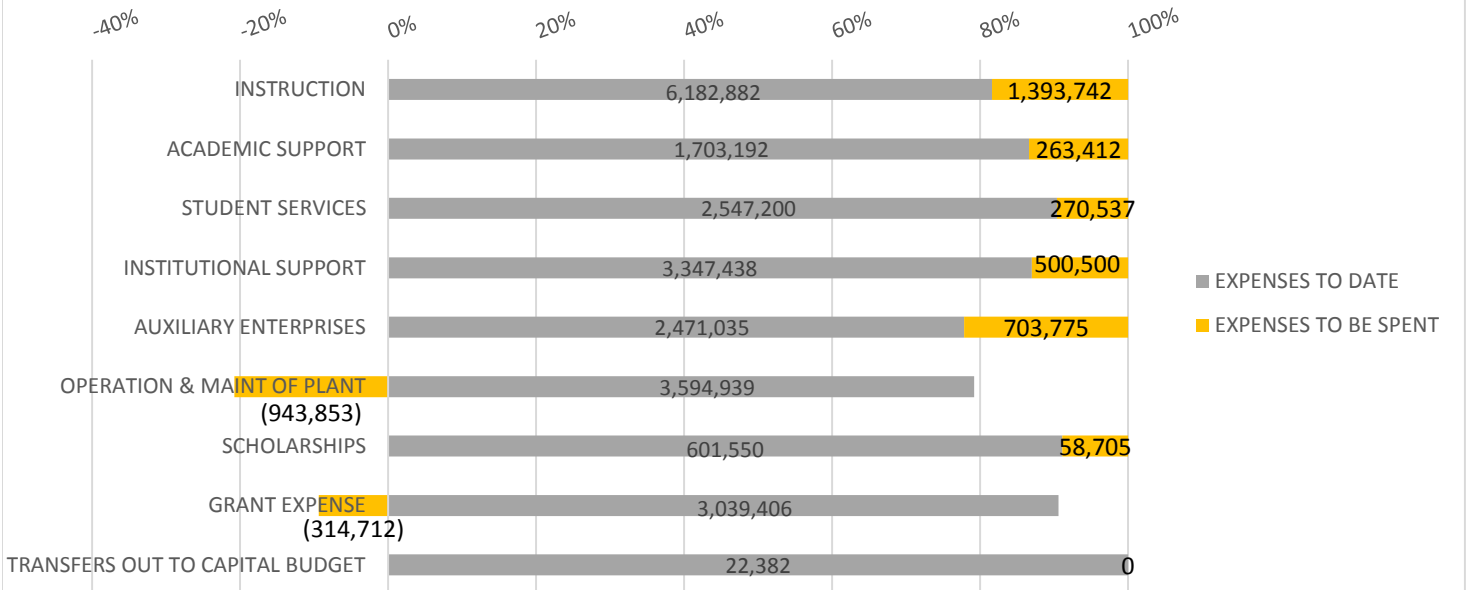 -40% -20% 0% 20% 40% 60% 80% 100%
INSTRUCTION 6,182,882 1,393,742
ACADEMIC SUPPORT 1,703,192 263,412
STUDENT SERVICES 2,547,200 270,537
INSTITUTIONAL SUPPORT 3,347,438 500,500
EXPENSES TO DATE
AUXILIARY ENTERPRISES 2,471,035 703,775
EXPENSES TO BE SPENT
OPERATION & MAINT OF PLANT 3,594,939
(943,853)
SCHOLARSHIPS 601,550 58,705
GRANT EXPENSE 3,039,406
(314,712)
TRANSFERS OUT TO CAPITAL BUDGET 22,382 0